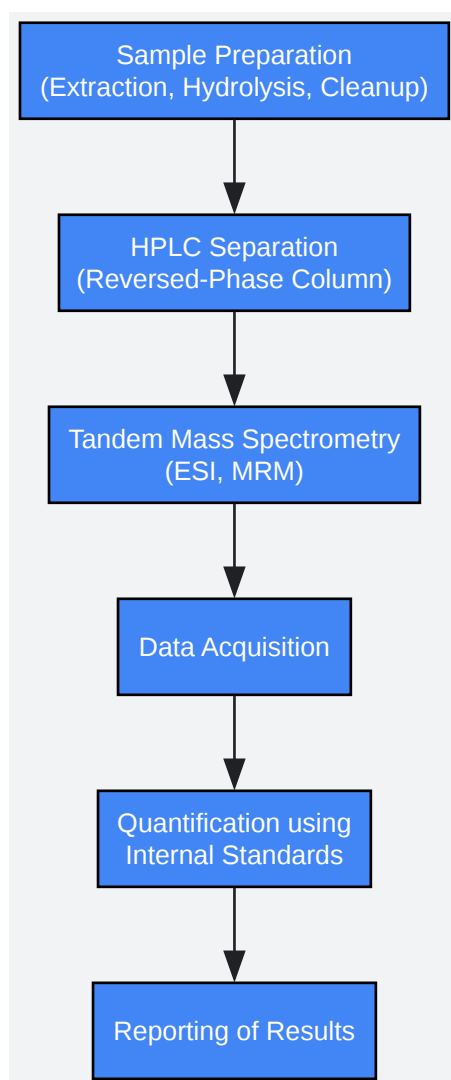 Sample Preparation
(Extraction, Hydrolysis, Cleanup)
HPLC Separation
(Reversed-Phase Column)
Tandem Mass Spectrometry
(ESI, MRM)
Data Acquisition
Quantification using
Internal Standards
Reporting of Results